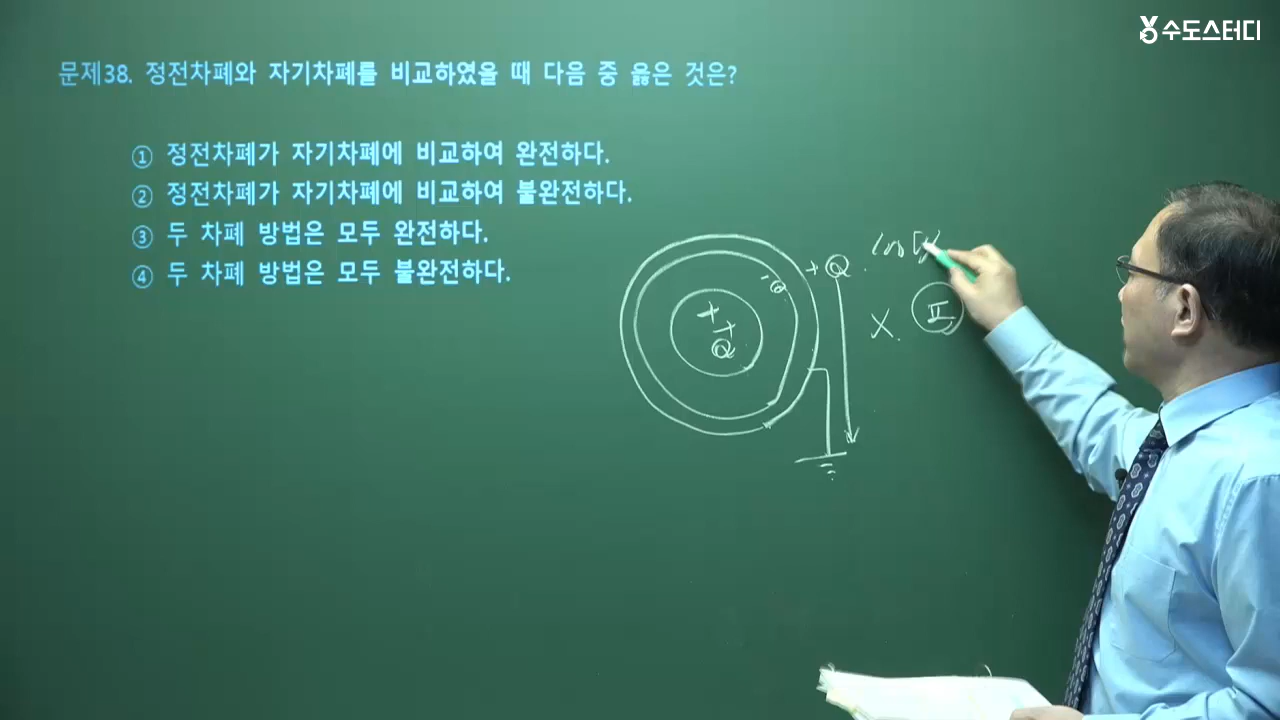 수도스터디
문제38. 정전차폐와 자기차폐를 비교하였을 때 다음 중 옳은 것은?
① 정전차폐가 자기차폐에 비교하여 완전하다.
② 정전차폐가 자기차폐에 비교하여 불완전하다.
③ 두 차폐 방법은 모두 완전하다.
④ 두 차폐 방법은 모두 불완전하다.
+Q
-Q
+
+
Q
X
II